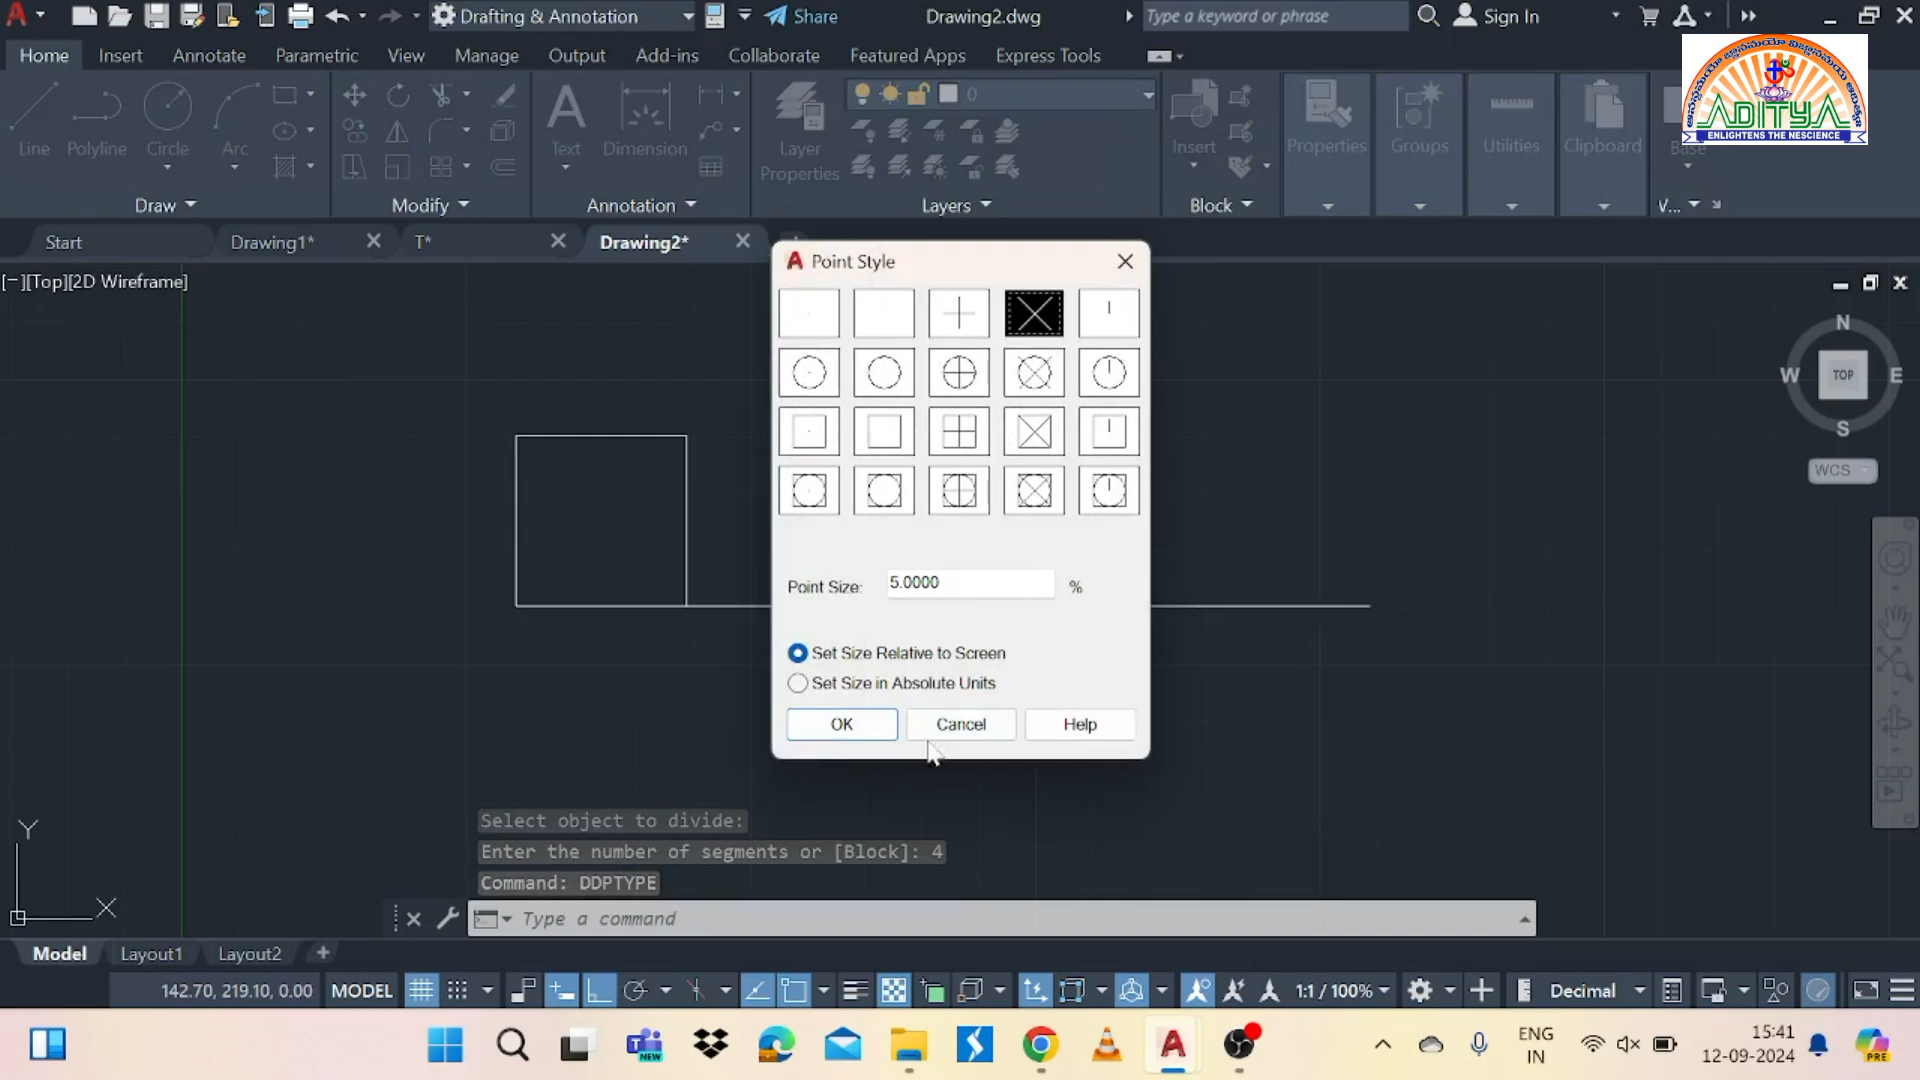 Drafting & Annotation
Share
Drawing2.dwg
Type a keyword or phrase
Sign In
Home
Insert
Annotate
Parametric
View
Manage
Output
Add-ins
Collaborate
Featured Apps
Express Tools
ADITYA
ENLIGHTENS THE NESCIENCE
0
Line
Polyline
Circle
Arc
Text
Dimension
Layer
Properties
Insert
Properties
Groups
Utilities
Clipboard
Base
Draw
Modify
Annotation
Layers
Block
V...
Start
Drawing1*
T*
Drawing2*
[−][Top][2D Wireframe]
Point Style
N
W
TOP
E
S
WCS
Point Size:
5.0000
%
Set Size Relative to Screen
Set Size in Absolute Units
OK
Cancel
Help
Select object to divide:
Enter the number of segments or [Block]: 4
Command: DDPTYPE
Type a command
Y
X
Model
Layout1
Layout2
142.70, 219.10, 0.00
MODEL
1:1 / 100%
Decimal
NEW
ENG
IN
15:41
12-09-2024
PRE